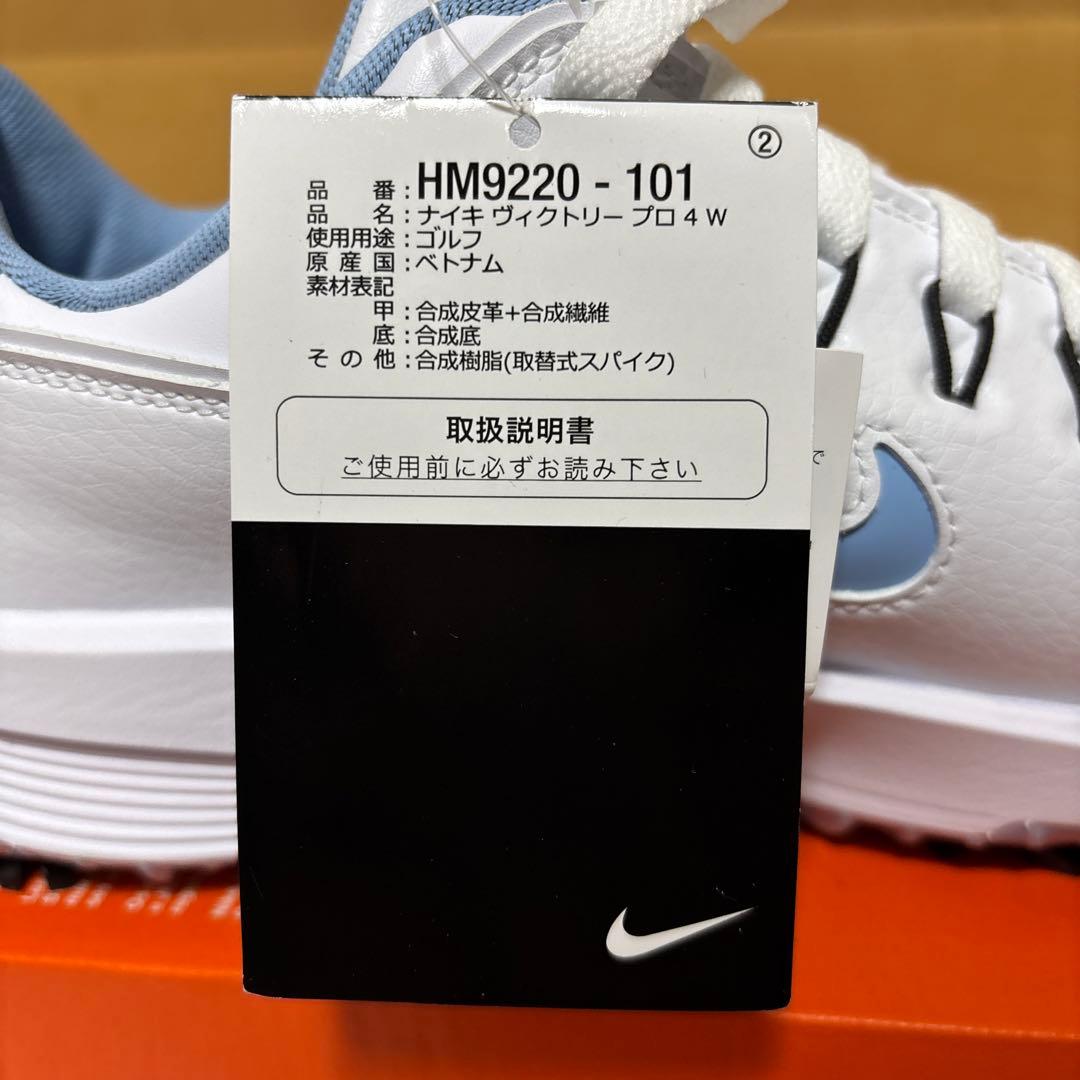 ②
品番:HM9220 - 101
品名:ナイキ ヴィクトリー プロ 4 W
使用用途:ゴルフ
原産国:ベトナム
素材表記
甲:合成皮革+合成繊維
底:合成底
その他:合成樹脂(取替式スパイク)
取扱説明書
ご使用前に必ずお読み下さい
で